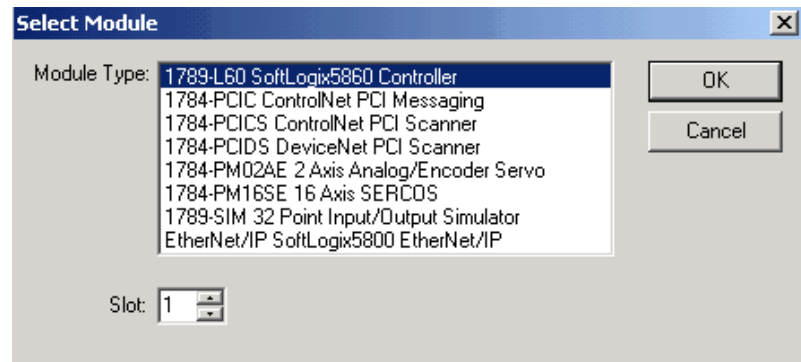 Select Module
Module Type:
1789-L60 SoftLogix5860 Controller
1784-PCIC ControlNet PCI Messaging
1784-PCICS ControlNet PCI Scanner
1784-PCIDS DeviceNet PCI Scanner
1784-PM02AE 2 Axis Analog/Encoder Servo
1784-PM16SE 16 Axis SERCOS
1789-SIM 32 Point Input/Output Simulator
EtherNet/IP SoftLogix5800 EtherNet/IP
OK
Cancel
Slot: 1